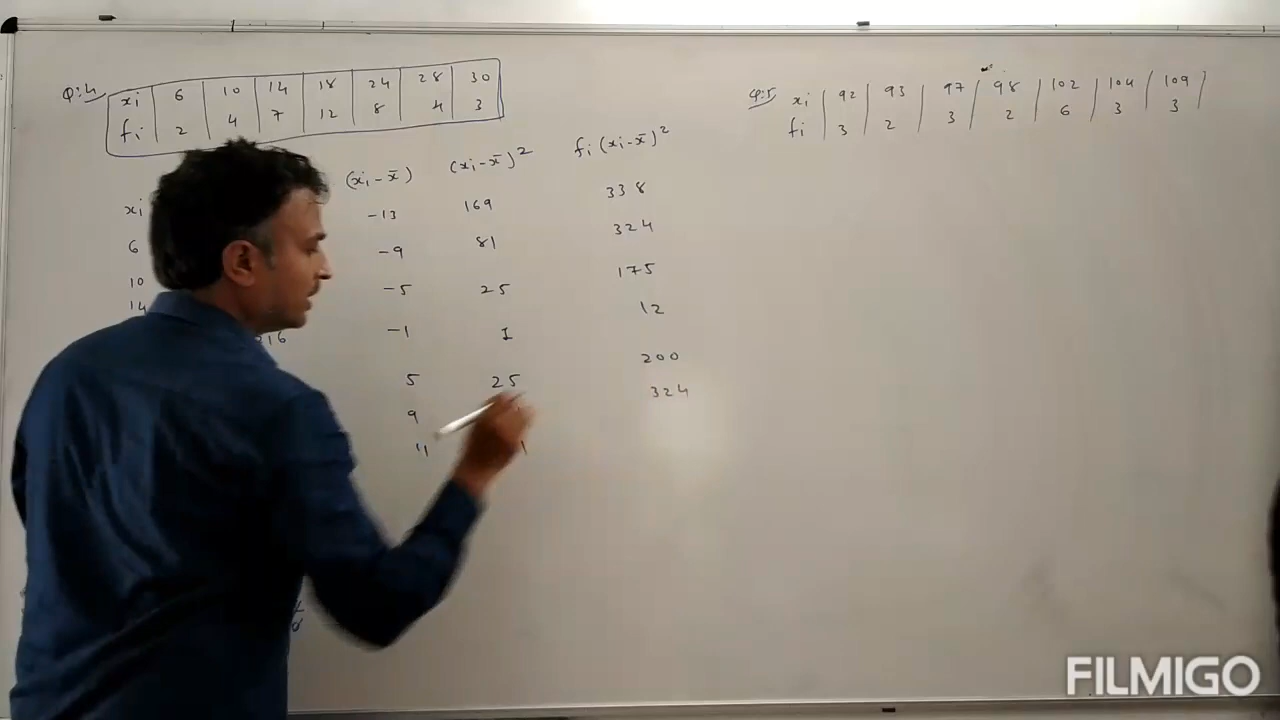 Q:4 xi 6 10 14 18 24 28 30
fi 2 4 7 12 8 4 3
xi (xi-x̄) (xi-x̄)² fi(xi-x̄)²
6 -13 169 338
10 -9 81 324
14 -5 25 175
16 -1 1 12
5 25 200
9 324
11 1
Q:5 xi 92 93 97 98 102 104 109
fi 3 2 3 2 6 3 3
FILMIGO